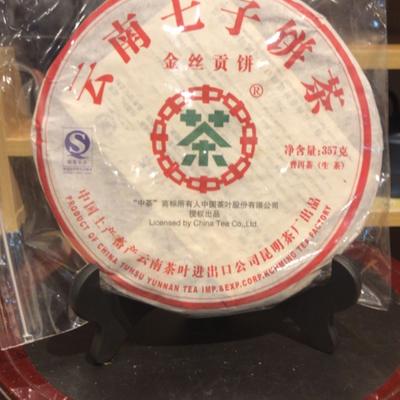 云南七子饼茶
金丝贡饼
®
茶
净含量:357克
普洱茶(生茶)
"中茶"商标所有人中国茶叶股份有限公司
授权出品
Licensed by China Tea Co.,Ltd.
中国土产畜产云南茶叶进出口公司昆明茶厂出品
PRODUCT OF CHINA TUHSU YUNNAN TEA IMP.&EXP.CORP.KUNMING TEA FACTORY